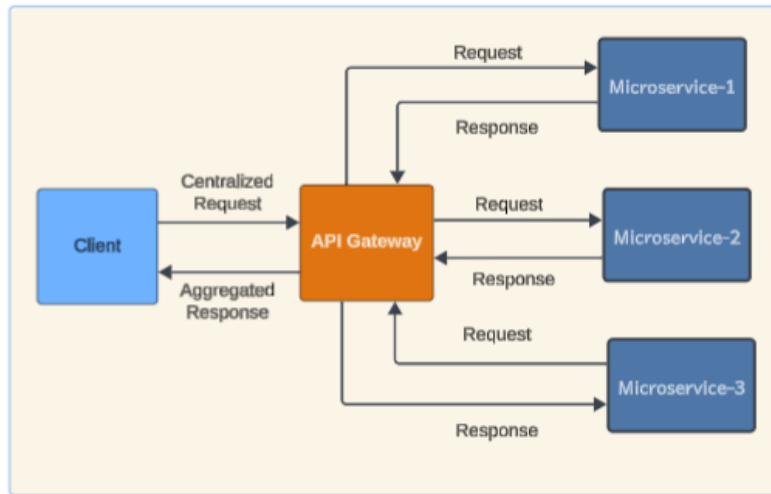 Request
Microservice-1
Response
Centralized
Request
Client
API Gateway
Aggregated
Response
Request
Microservice-2
Response
Request
Microservice-3
Response